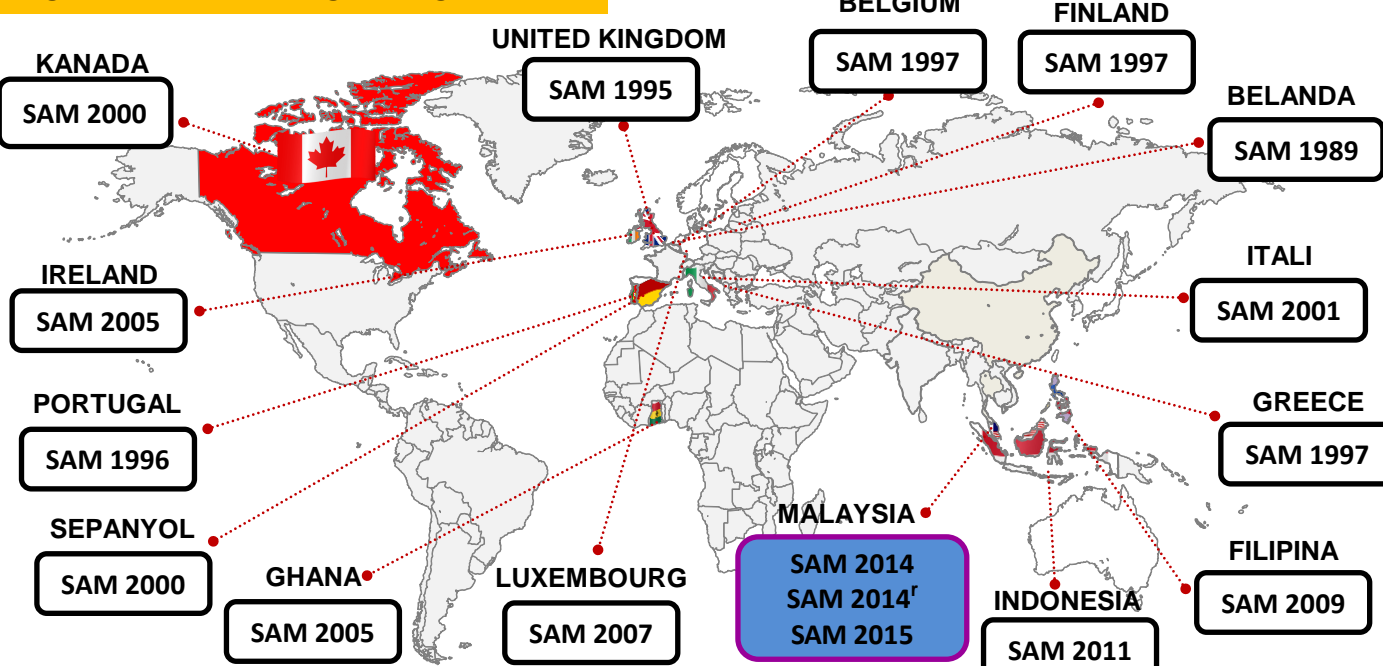 BELGIUM
FINLAND
UNITED KINGDOM
KANADA
SAM 1997
SAM 1997
SAM 1995
SAM 2000
BELANDA
SAM 1989
ITALI
IRELAND
SAM 2005
SAM 2001
PORTUGAL
GREECE
SAM 1996
SAM 1997
MALAYSIA
SEPANYOL
SAM 2014
FILIPINA
SAM 2000
GHANA
LUXEMBOURG
SAM 2014r
INDONESIA
SAM 2009
SAM 2005
SAM 2007
SAM 2015
SAM 2011